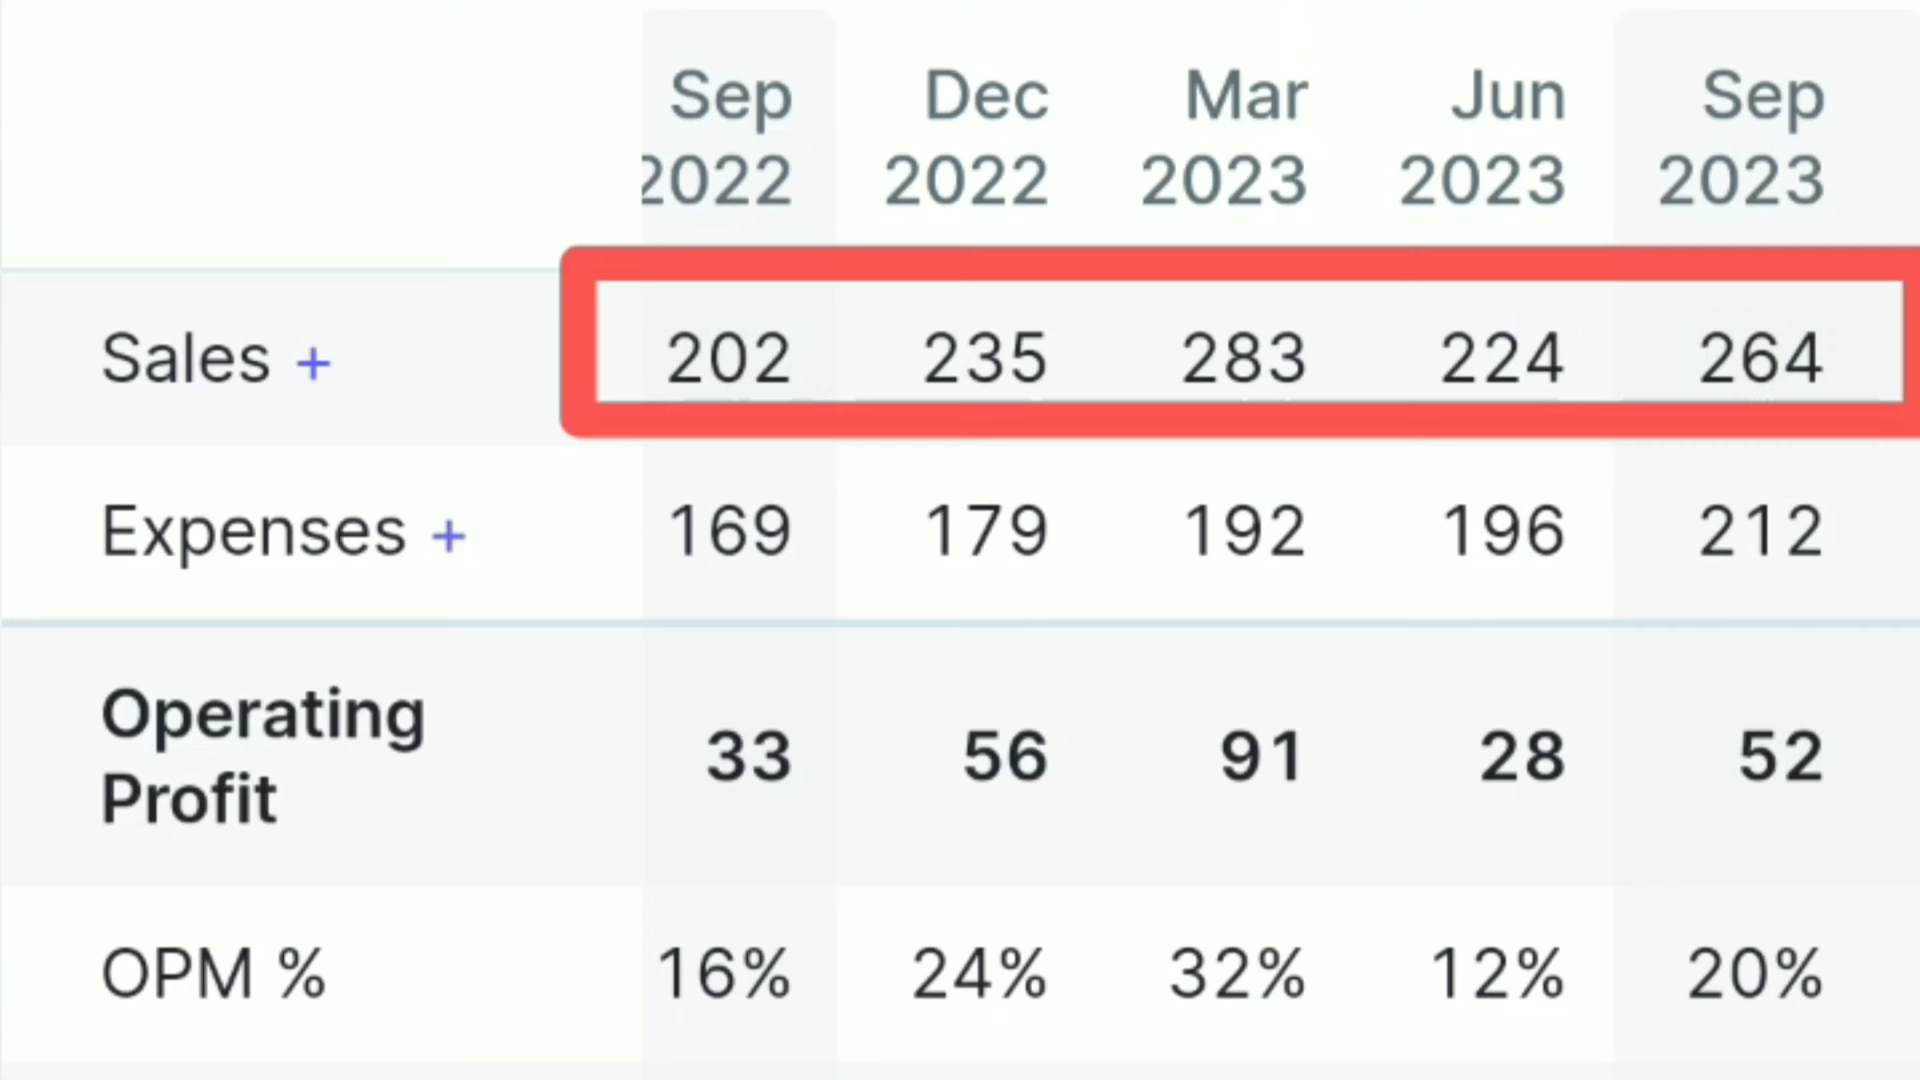 Sep Dec Mar Jun Sep
2022 2022 2023 2023 2023
Sales + 202 235 283 224 264
Expenses + 169 179 192 196 212
Operating
Profit 33 56 91 28 52
OPM % 16% 24% 32% 12% 20%